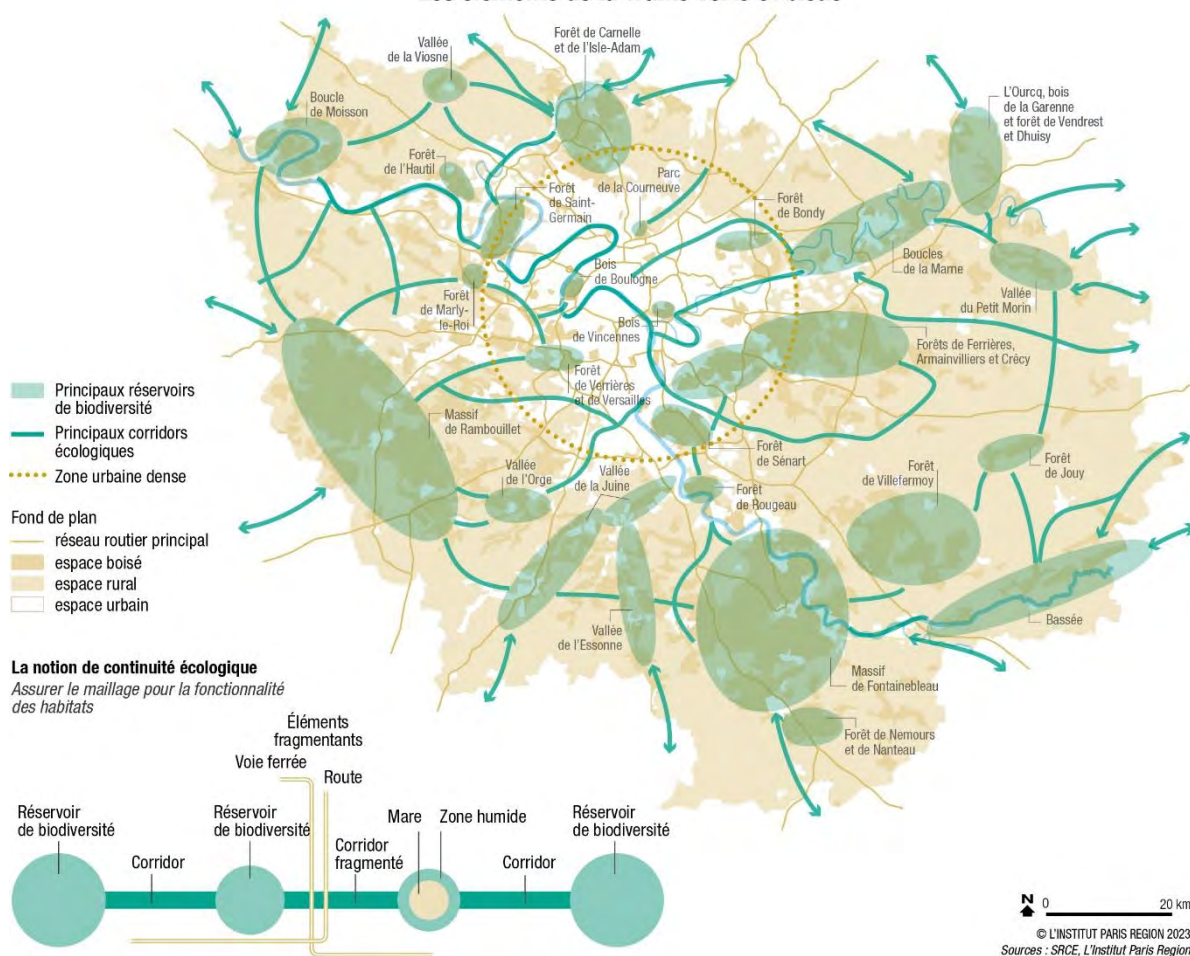 Vallée
de la Viosne
Forêt de Carnelle
et de l'Isle-Adam
L'Ourcq, bois
de la Garenne
et forêt de Vendrest
et Dhuisy
Boucle
de Moisson
Forêt
de l'Hautil
Forêt
de Saint-
Germain
Parc
de la Courneuve
Forêt
de Bondy
Boucles
de la Marne
Bois
de Boulogne
Vallée
du Petit Morin
Forêt
de Marly-
le-Roi
Bois
de Vincennes
Forêts de Ferrières,
Armainvilliers et Crécy
Forêt
de Verrières
et de Versailles
Massif
de Rambouillet
Forêt
de Sénart
Forêt
de Jouy
Vallée
de l'Orge
Vallée
de la Juine
Forêt
de Villefermoy
Forêt
de Rougeau
Bassée
Vallée
de l'Essonne
Massif
de Fontainebleau
Forêt de Nemours
et de Nanteau
Principaux réservoirs
de biodiversité
Principaux corridors
écologiques
Zone urbaine dense
Fond de plan
réseau routier principal
espace boisé
espace rural
espace urbain
La notion de continuité écologique
Assurer le maillage pour la fonctionnalité
des habitats
Éléments
fragmentants
Voie ferrée
Route
Réservoir
de biodiversité
Corridor
Réservoir
de biodiversité
Corridor
fragmenté
Mare
Zone humide
Corridor
Réservoir
de biodiversité
N
0 20 km
© L'INSTITUT PARIS REGION 2023
Sources : SRCE, L'Institut Paris Region